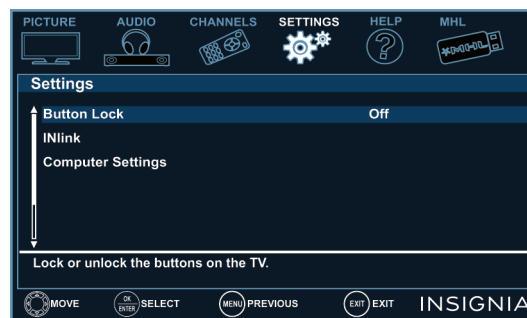 PICTURE AUDIO CHANNELS SETTINGS HELP MHL
MHL
Settings
Button Lock Off
INlink
Computer Settings
Lock or unlock the buttons on the TV.
MOVE OK ENTER SELECT MENU PREVIOUS EXIT EXIT INSIGNIA